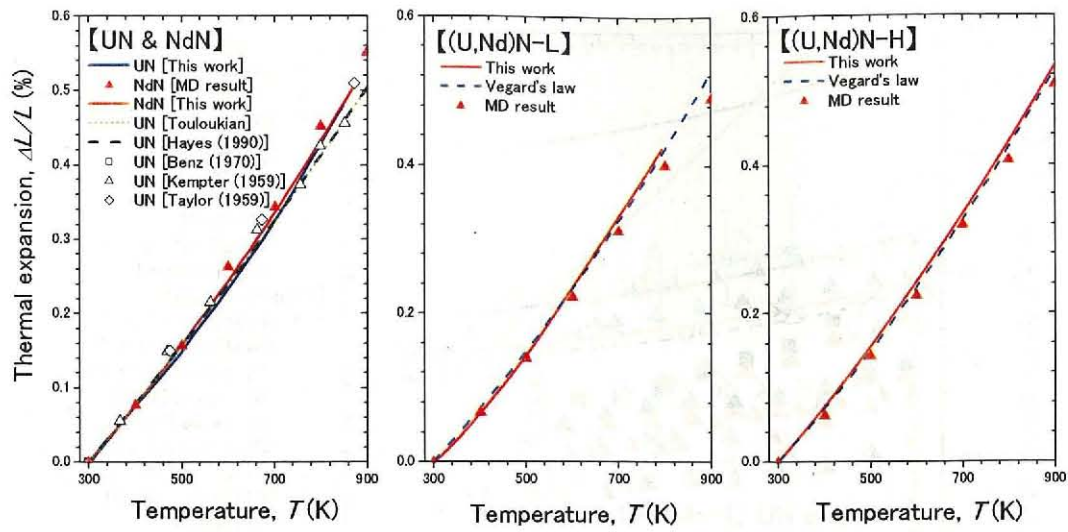 Thermal expansion, ΔL/L (%)
0.6
0.5
0.4
0.3
0.2
0.1
0.0
【UN & NdN】
UN [This work]
NdN [MD result]
NdN [This work]
UN [Touloukian]
UN [Hayes (1990)]
UN [Benz (1970)]
UN [Kempter (1959)]
UN [Taylor (1959)]
300 500 700 900
Temperature, T(K)
0.6
0.4
0.2
0.0
【(U,Nd)N-L】
This work
Vegard's law
MD result
300 500 700 900
Temperature, T(K)
0.6
0.4
0.2
0.0
【(U,Nd)N-H】
This work
Vegard's law
MD result
300 500 700 900
Temperature, T(K)